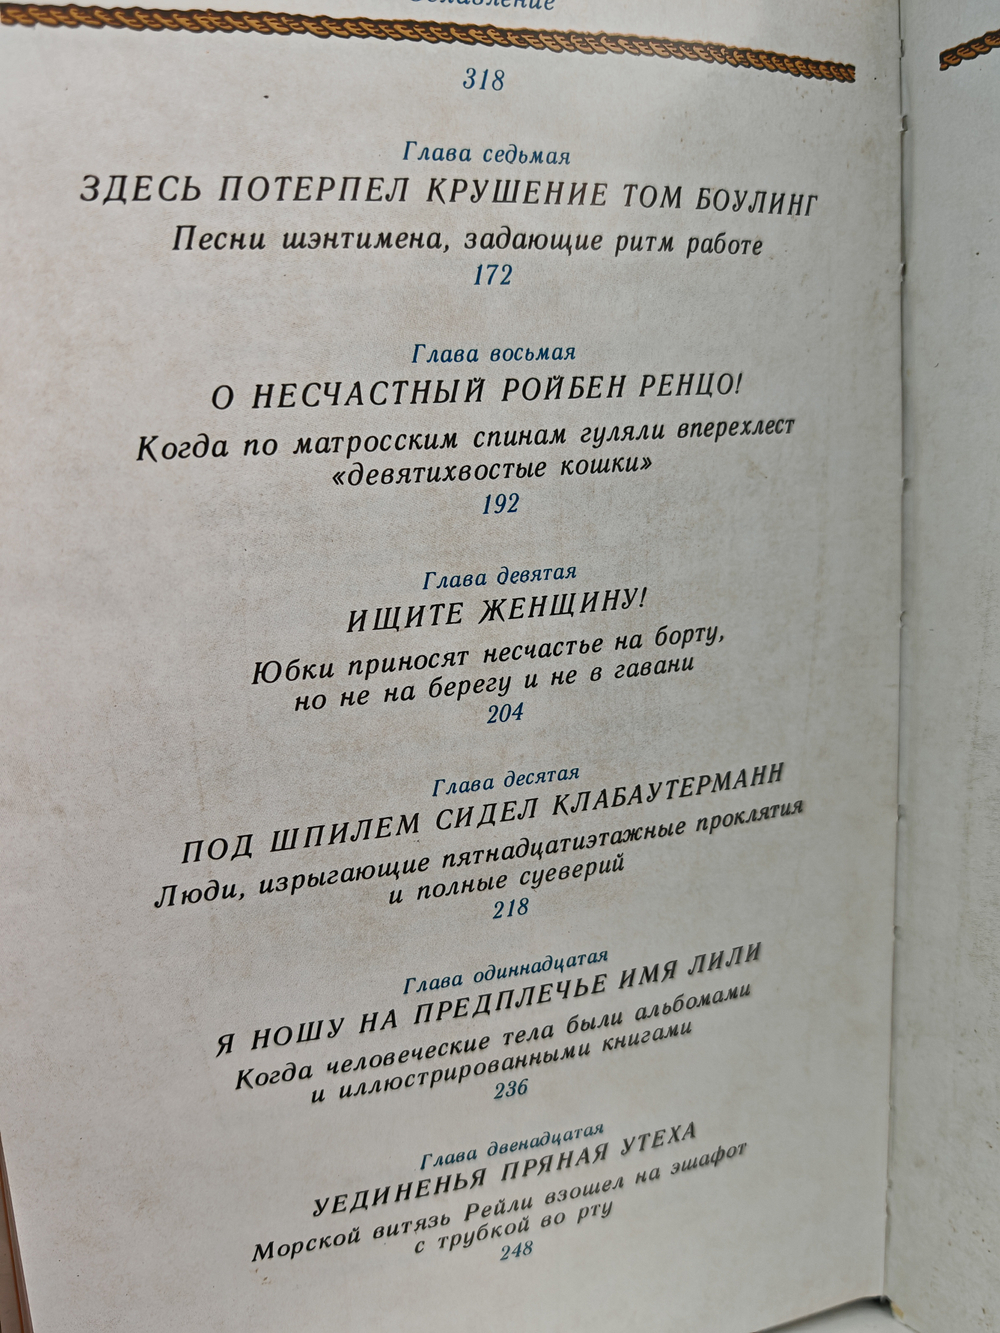 Оглавление
318
Глава седьмая
ЗДЕСЬ ПОТЕРПЕЛ КРУШЕНИЕ ТОМ БОУЛИНГ
Песни шэнтимена, задающие ритм работе
172
Глава восьмая
О НЕСЧАСТНЫЙ РОЙБЕН РЕНЦО!
Когда по матросским спинам гуляли вперехлест
«девятихвостые кошки»
192
Глава девятая
ИЩИТЕ ЖЕНЩИНУ!
Юбки приносят несчастье на борту,
но не на берегу и не в гавани
204
Глава десятая
ПОД ШПИЛЕМ СИДЕЛ КЛАБАУТЕРМАНН
Люди, изрыгающие пятнадцатиэтажные проклятия
и полные суеверий
218
Глава одиннадцатая
Я НОШУ НА ПРЕДПЛЕЧЬЕ ИМЯ ЛИЛИ
Когда человеческие тела были альбомами
и иллюстрированными книгами
236
Глава двенадцатая
УЕДИНЕНЬЯ ПРЯНАЯ УТЕХА
Морской витязь Рейли взошел на эшафот
с трубкой во рту
248